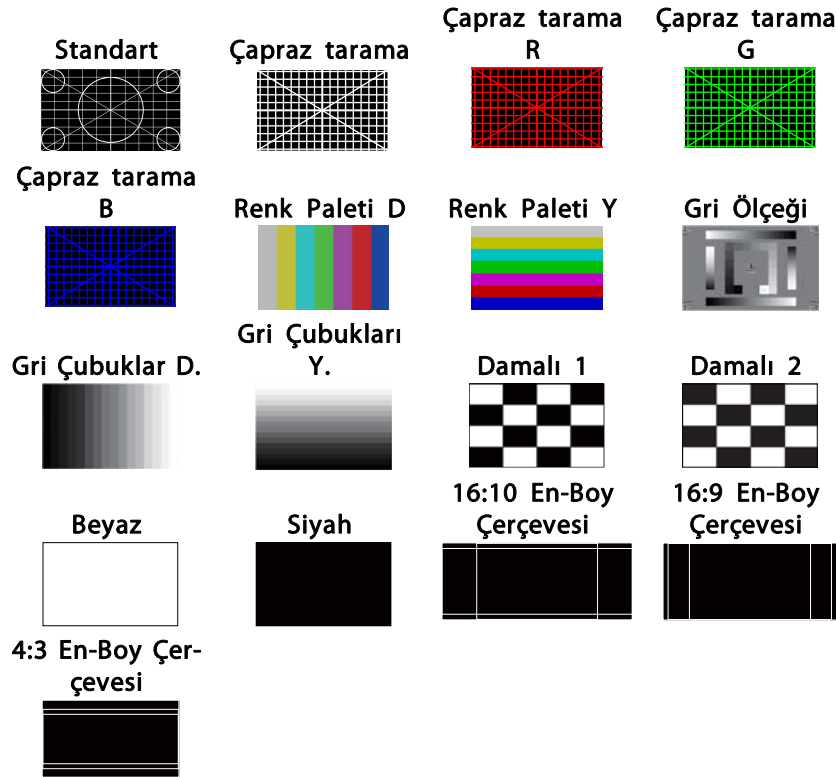 Standart
Çapraz tarama
Çapraz tarama
R
Çapraz tarama
G
Çapraz tarama
B
Renk Paleti D
Renk Paleti Y
Gri Ölçeği
Gri Çubuklar D.
Gri Çubukları
Y.
Damalı 1
Damalı 2
Beyaz
Siyah
16:10 En-Boy
Çerçevesi
16:9 En-Boy
Çerçevesi
4:3 En-Boy Çer-
çevesi